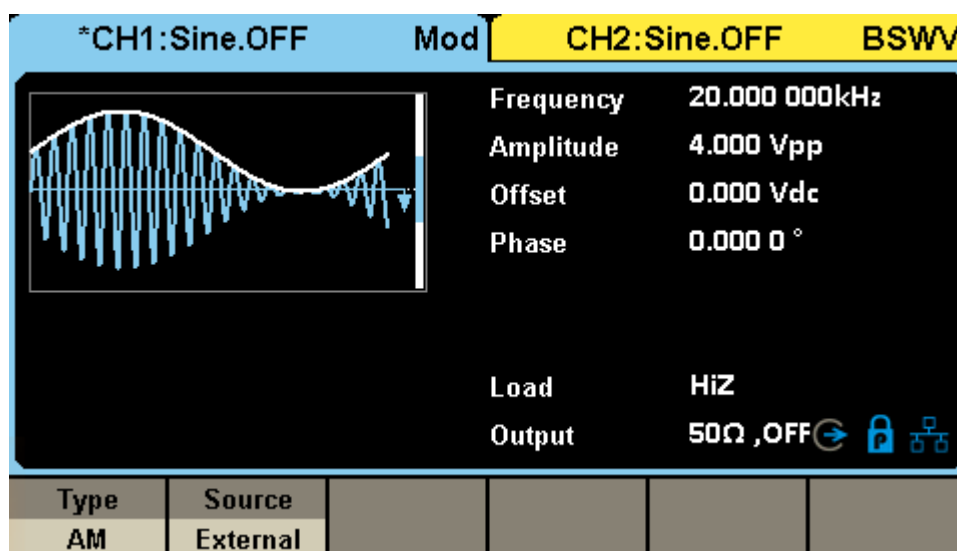 *CH1:Sine.OFF Mod CH2:Sine.OFF BSWV
Frequency 20.000 000kHz
Amplitude 4.000 Vpp
Offset 0.000 Vdc
Phase 0.000 0 °
Load HiZ
Output 50Ω ,OFF P
Type Source
AM External